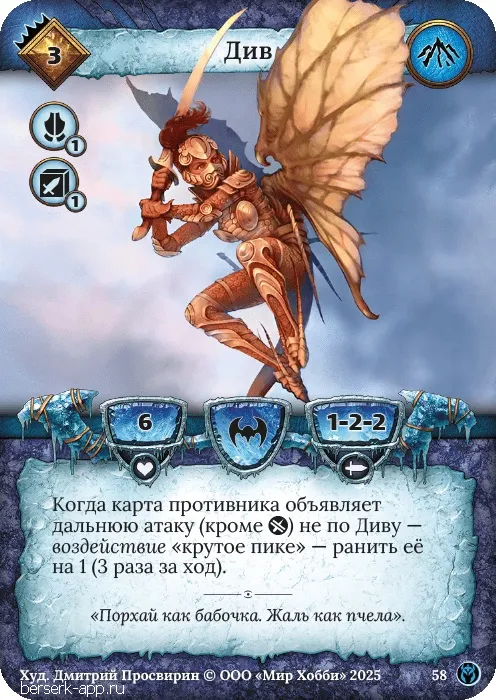 3
Див
1
1
6
1-2-2
Когда карта противника объявляет
дальнюю атаку (кроме ) не по Диву —
воздействие «крутое пике» — ранить её
на 1 (3 раза за ход).
«Порхай как бабочка. Жаль как пчела».
Худ. Дмитрий Просвирин © ООО «Мир Хобби» 2025
58
berserk-app.ru